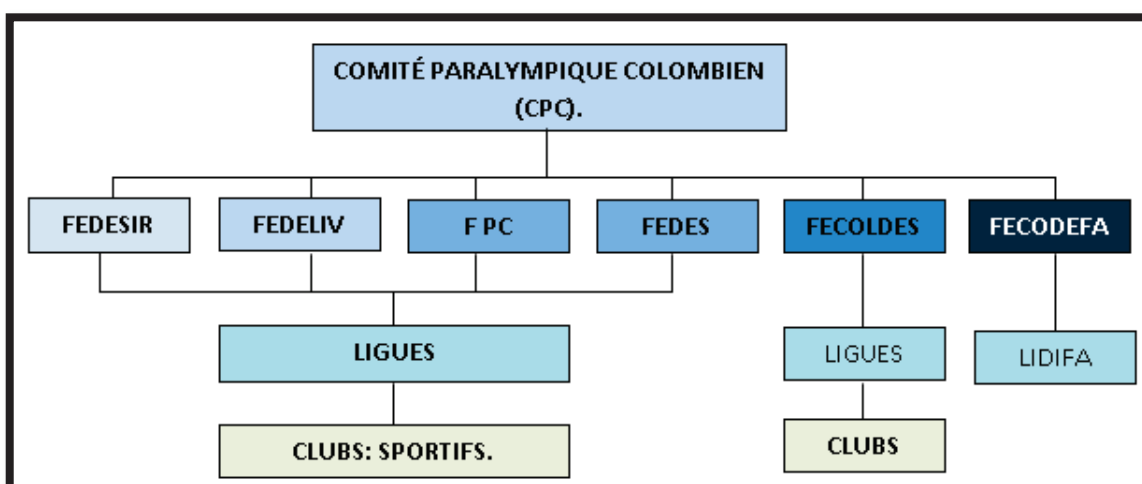 COMITÉ PARALYMPIQUE COLOMBIEN
(CPC).
FEDESIR
FEDELIV
F PC
FEDES
FECOLDES
FECODEFA
LIGUES
LIGUES
LIDIFA
CLUBS: SPORTIFS.
CLUBS